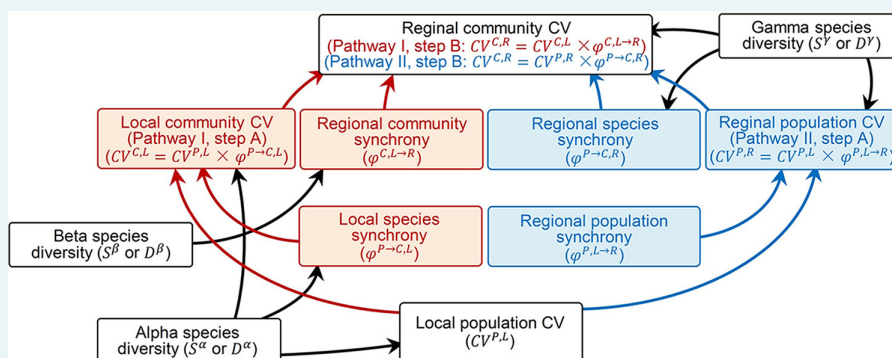 Reginal community CV
(Pathway I, step B: CV^{C,R} = CV^{C,L} × φ^{C,L→R})
(Pathway II, step B: CV^{C,R} = CV^{P,R} × φ^{P→C,R})
Gamma species
diversity (S^γ or D^γ)
Local community CV
(Pathway I, step A)
(CV^{C,L} = CV^{P,L} × φ^{P→C,L})
Regional community
synchrony
(φ^{C,L→R})
Regional species
synchrony
(φ^{P→C,R})
Reginal population CV
(Pathway II, step A)
(CV^{P,R} = CV^{P,L} × φ^{P,L→R})
Beta species
diversity (S^β or D^β)
Local species
synchrony
(φ^{P→C,L})
Regional population
synchrony
(φ^{P,L→R})
Alpha species
diversity (S^α or D^α)
Local population CV
(CV^{P,L})